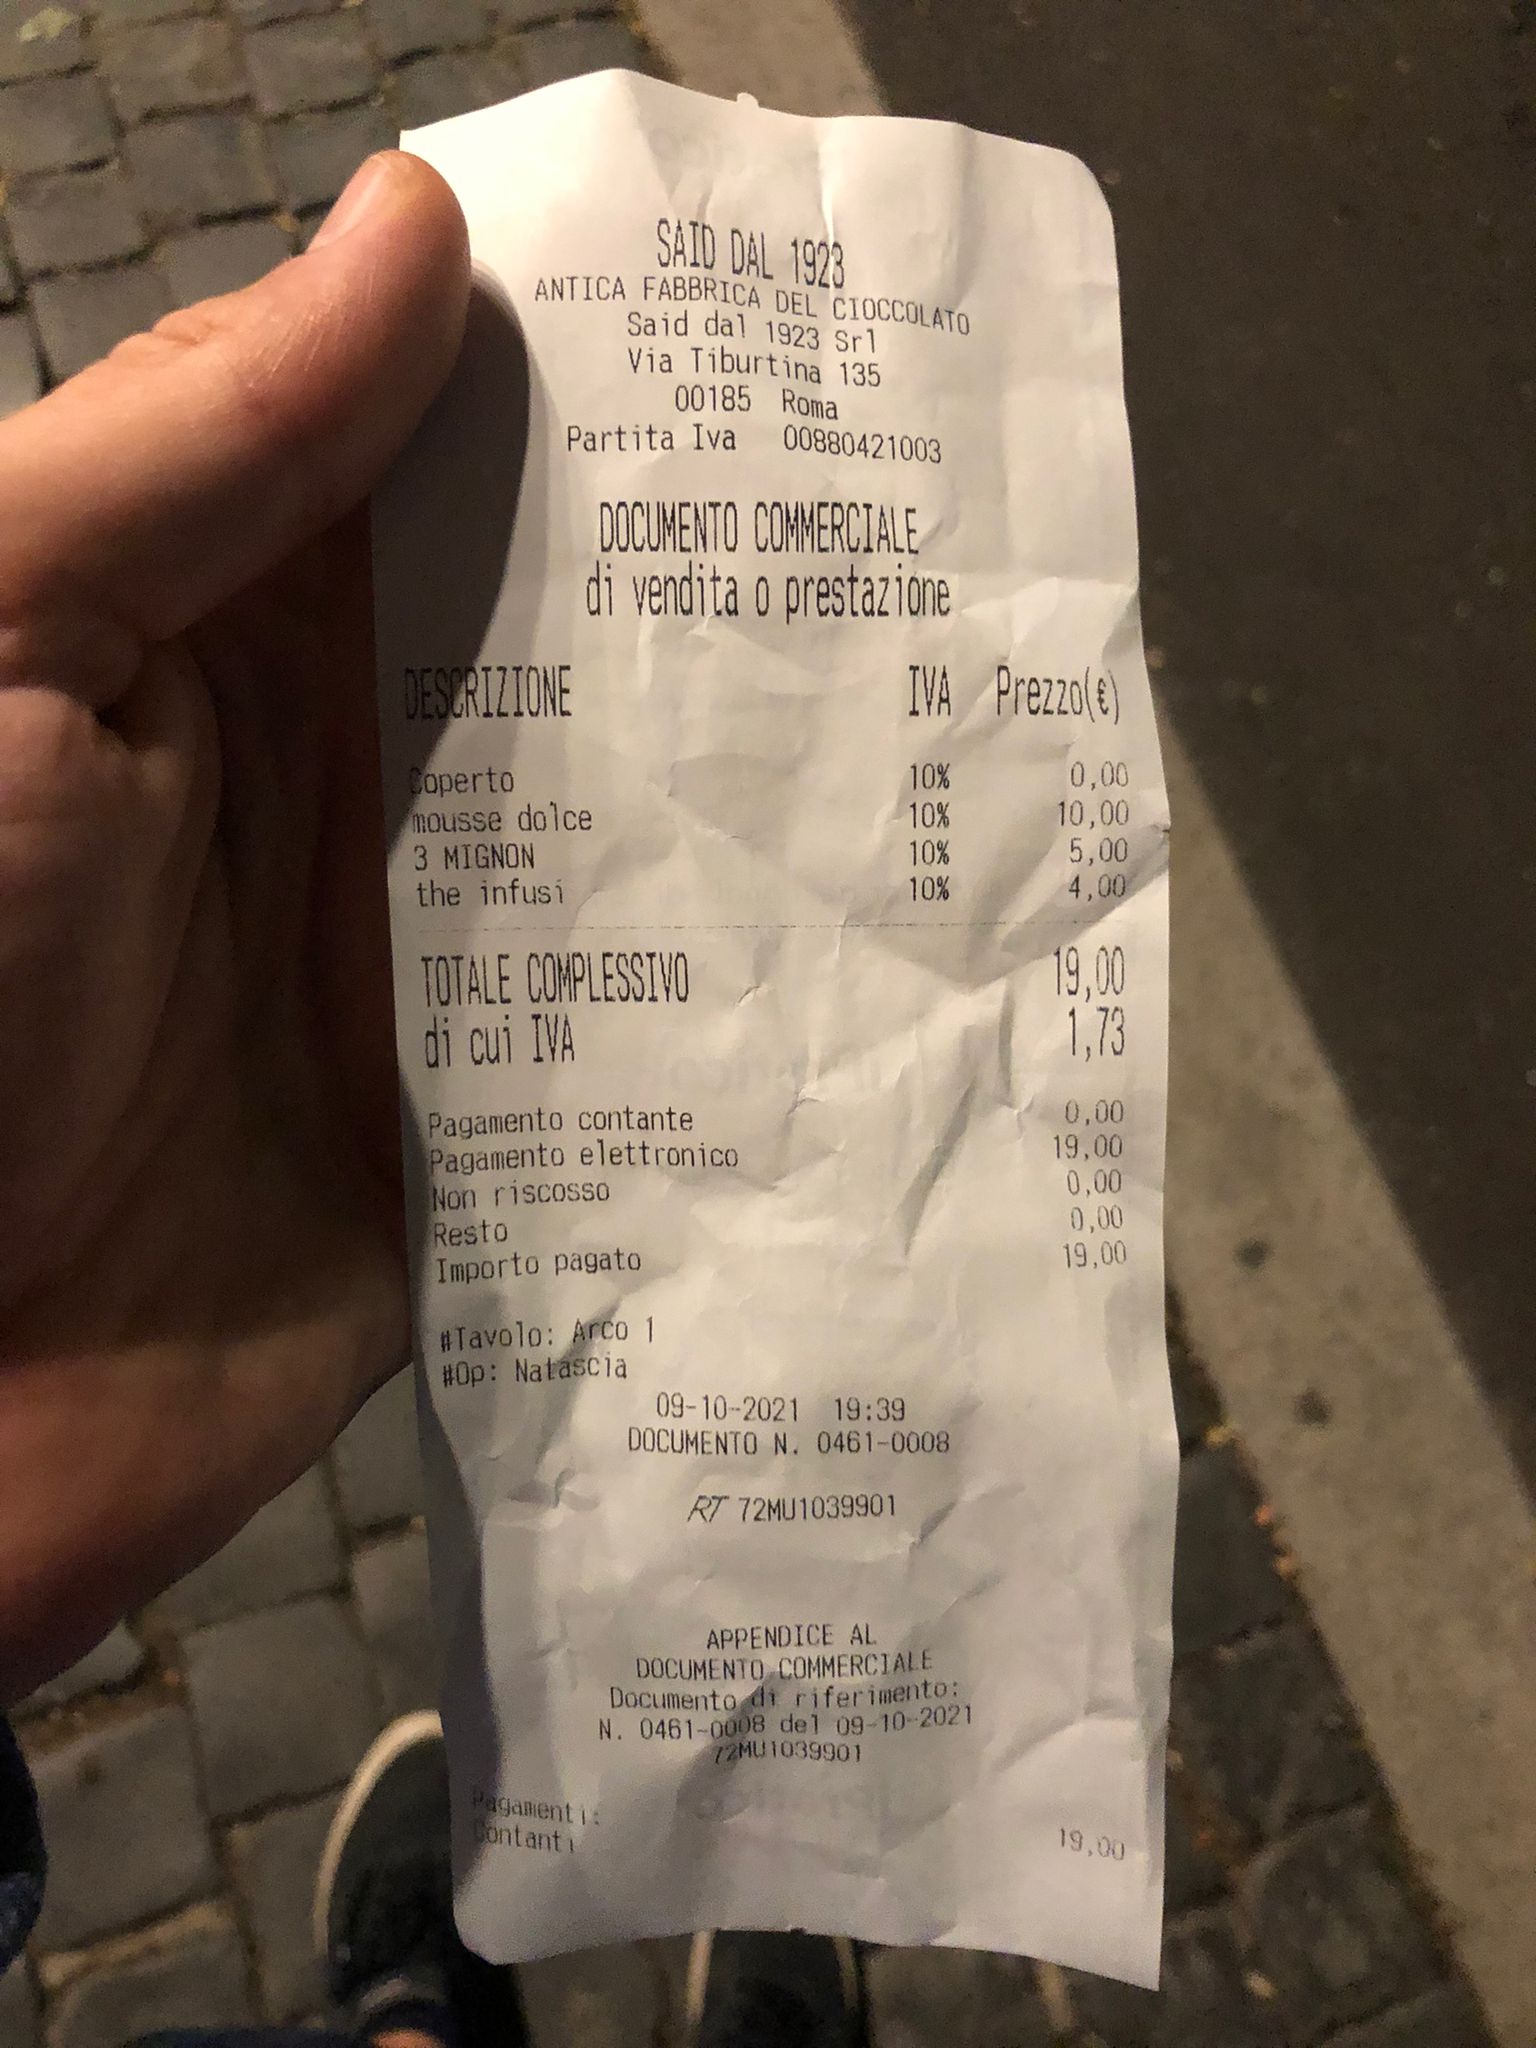 SAID DAL 1923
ANTICA FABBRICA DEL CIOCCOLATO
Said dal 1923 Srl
Via Tiburtina 135
00185 Roma
Partita Iva 00880421003
DOCUMENTO COMMERCIALE
di vendita o prestazione
DESCRIZIONE IVA Prezzo(€)
Coperto 10% 0,00
mousse dolce 10% 10,00
3 MIGNON 10% 5,00
the infusi 10% 4,00
TOTALE COMPLESSIVO 19,00
di cui IVA 1,73
Pagamento contante 0,00
Pagamento elettronico 19,00
Non riscosso 0,00
Resto 0,00
Importo pagato 19,00
#Tavolo: Arco 1
#Op: Natascia
09-10-2021 19:39
DOCUMENTO N. 0461-0008
RT 72MU1039901
APPENDICE AL
DOCUMENTO COMMERCIALE
Documento di riferimento:
N. 0461-0008 del 09-10-2021
72MU1039901
Pagamenti:
Contanti 19,00